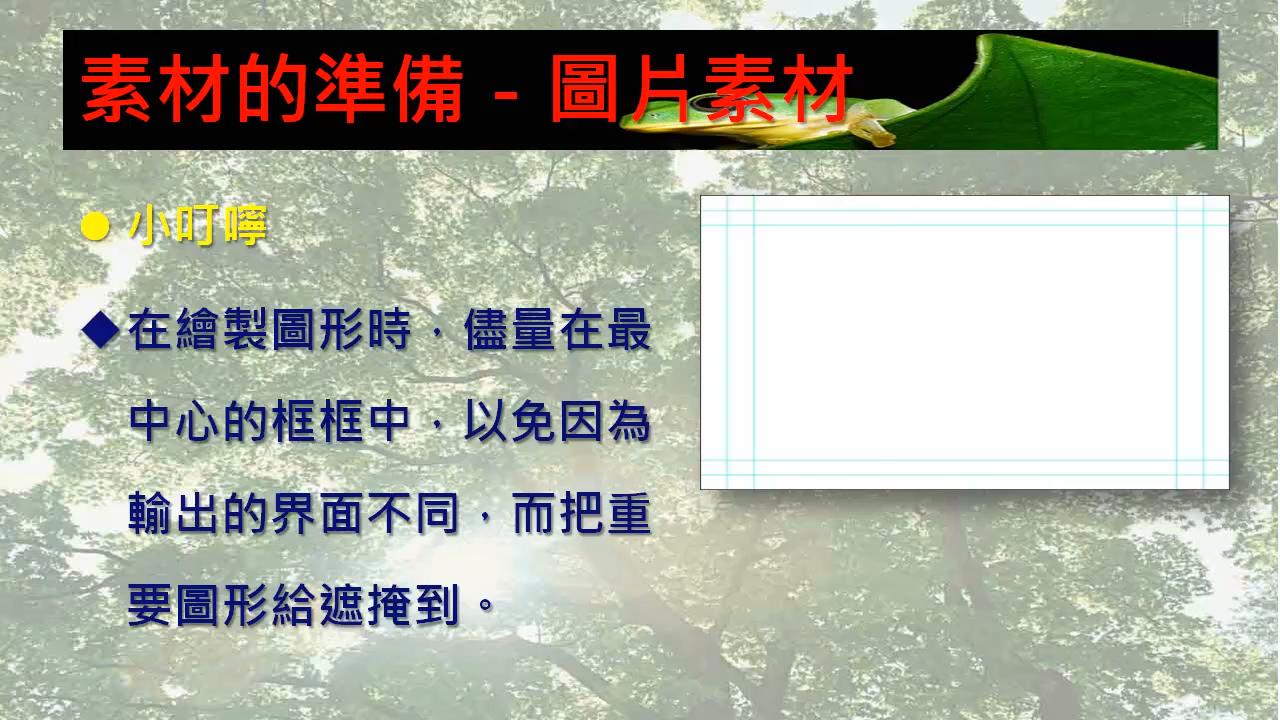 素材的準備 - 圖片素材
小叮嚀
在繪製圖形時，儘量在最
中心的框框中，以免因為
輸出的界面不同，而把重
要圖形給遮掩到。